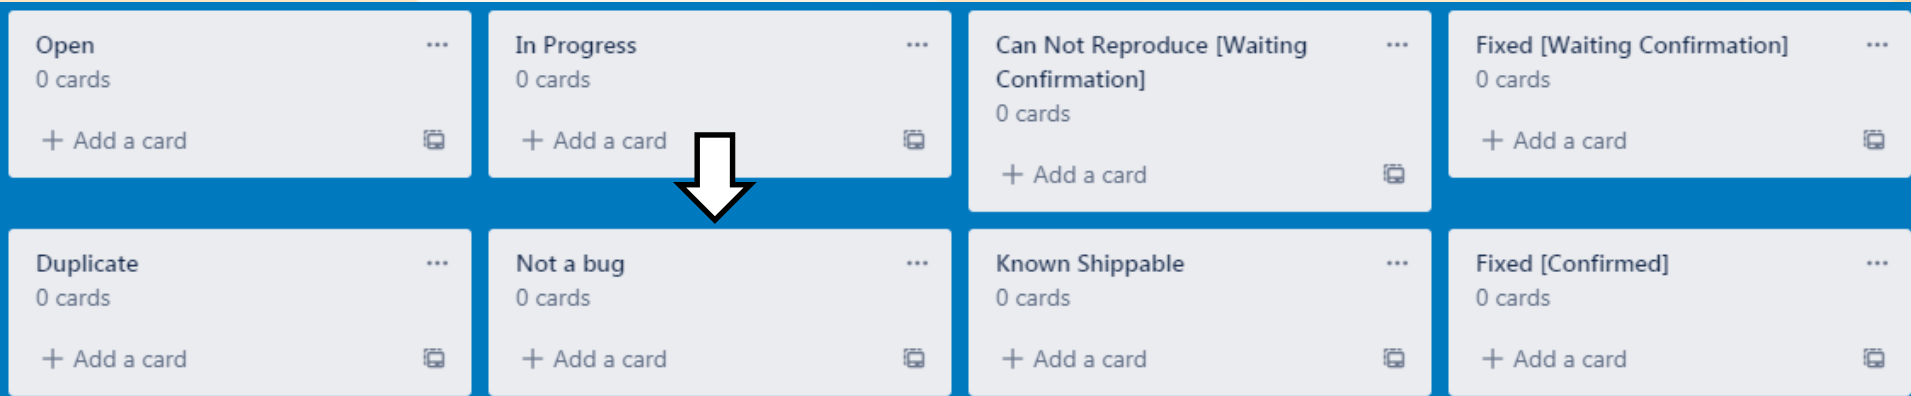 Open
0 cards
+ Add a card
In Progress
0 cards
+ Add a card
Can Not Reproduce [Waiting
Confirmation]
0 cards
+ Add a card
Fixed [Waiting Confirmation]
0 cards
+ Add a card
Duplicate
0 cards
+ Add a card
Not a bug
0 cards
+ Add a card
Known Shippable
0 cards
+ Add a card
Fixed [Confirmed]
0 cards
+ Add a card